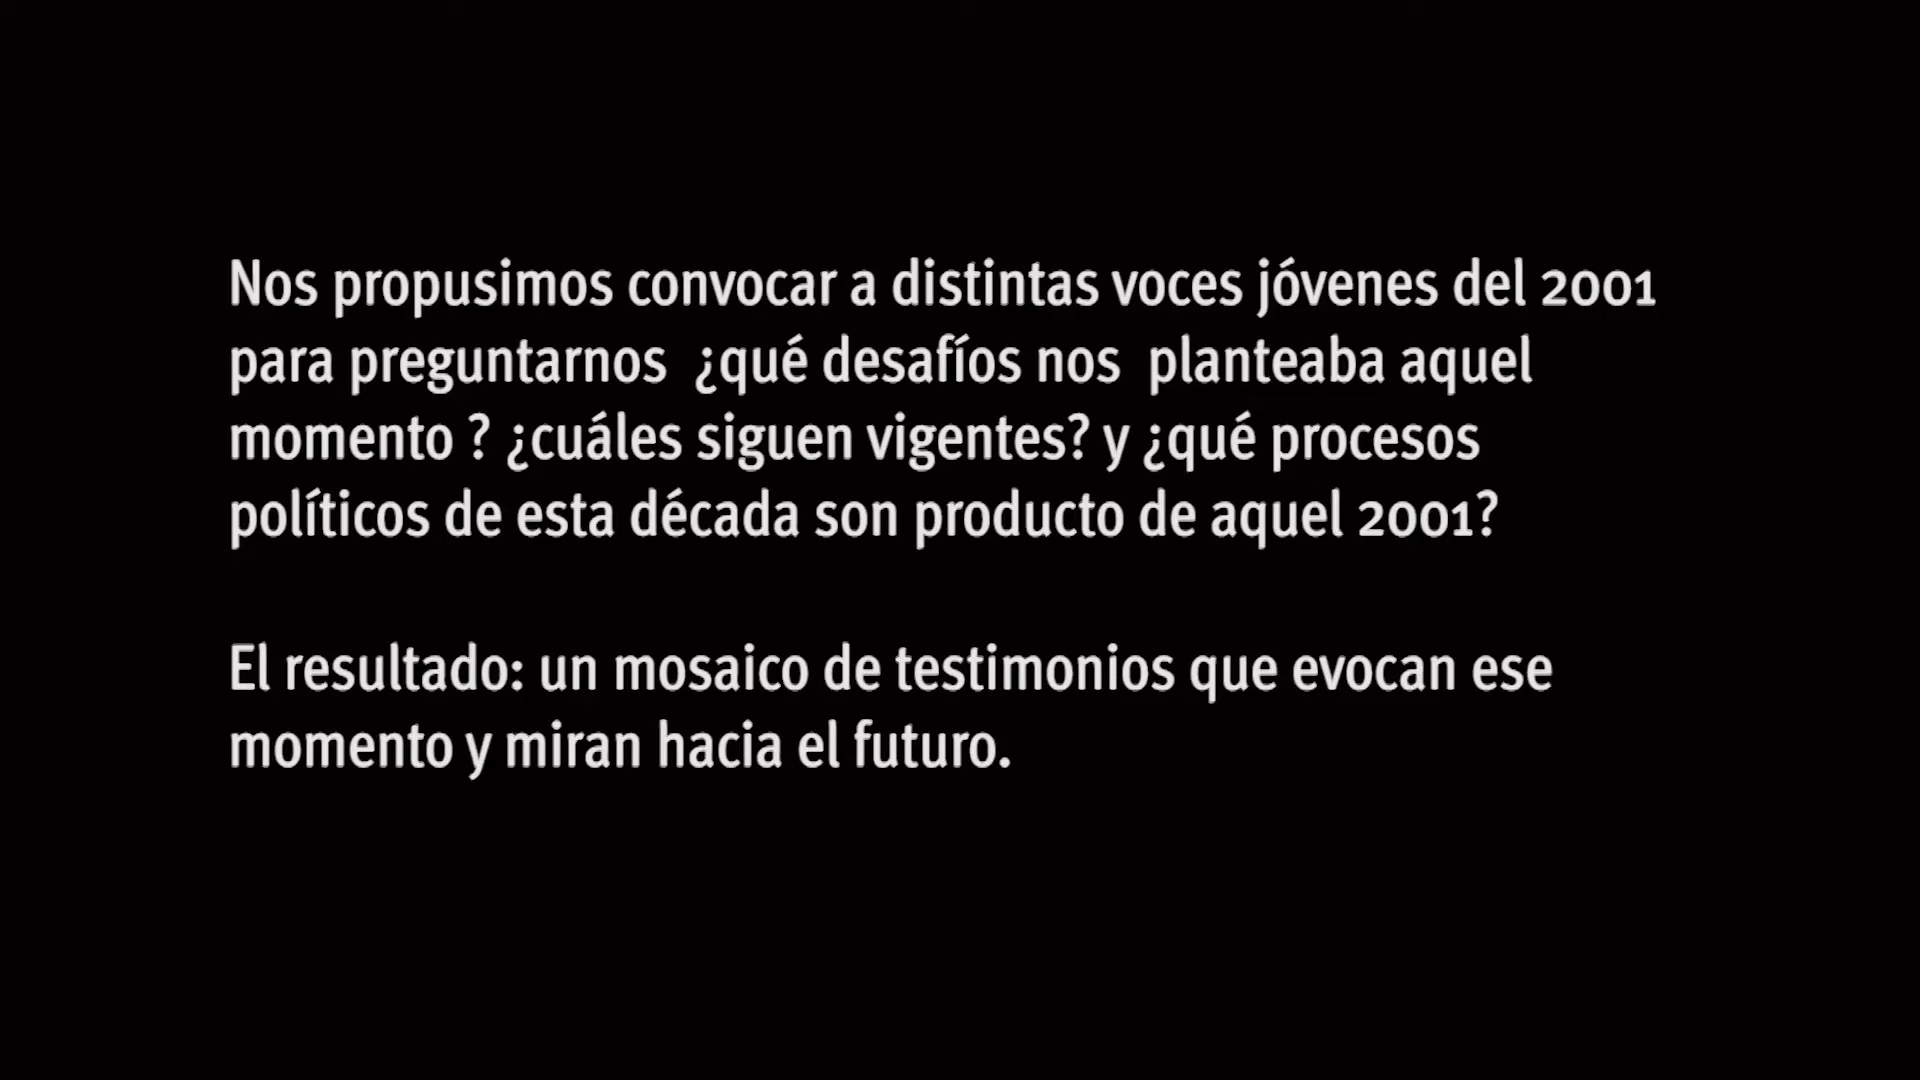 Nos propusimos convocar a distintas voces jóvenes del 2001
para preguntarnos  ¿qué desafíos nos  planteaba aquel
momento ? ¿cuáles siguen vigentes? y ¿qué procesos
políticos de esta década son producto de aquel 2001?
El resultado: un mosaico de testimonios que evocan ese
momento y miran hacia el futuro.